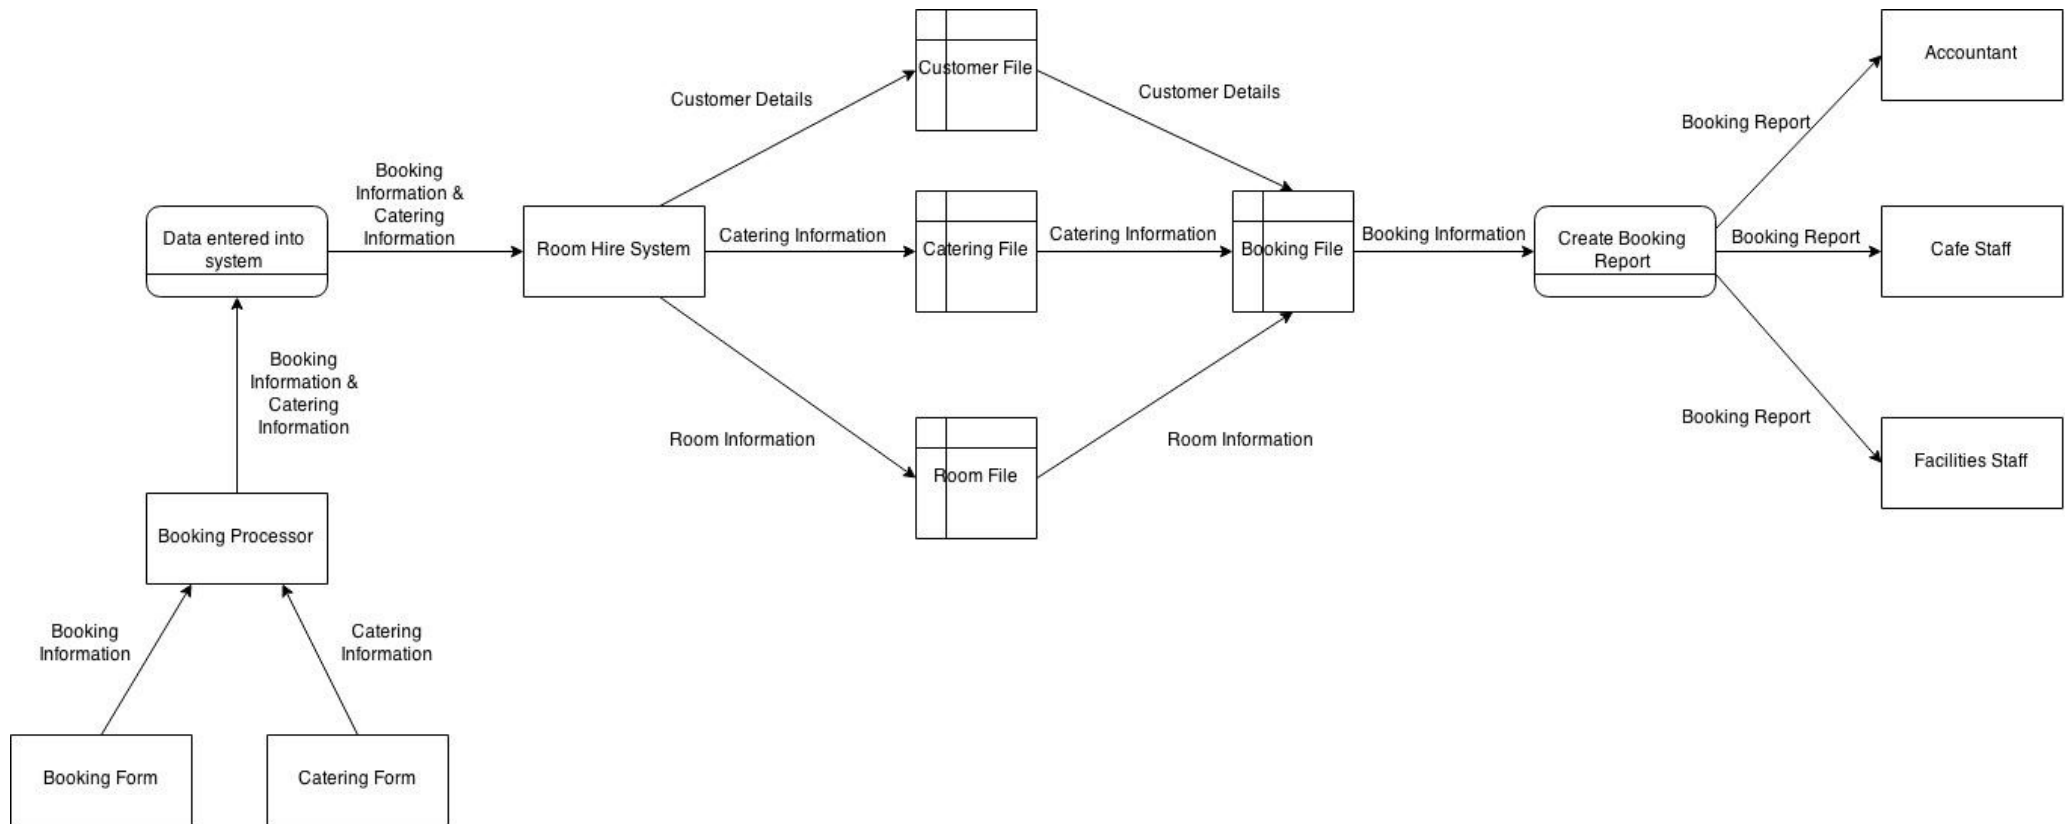 Customer File
Accountant
Customer Details
Customer Details
Booking Report
Booking
Information &
Catering
Information
Data entered into
system
Room Hire System
Catering Information
Catering File
Catering Information
Booking File
Booking Information
Create Booking
Report
Booking Report
Cafe Staff
Booking
Information &
Catering
Information
Room Information
Room File
Room Information
Booking Report
Facilities Staff
Booking Processor
Booking
Information
Catering
Information
Booking Form
Catering Form